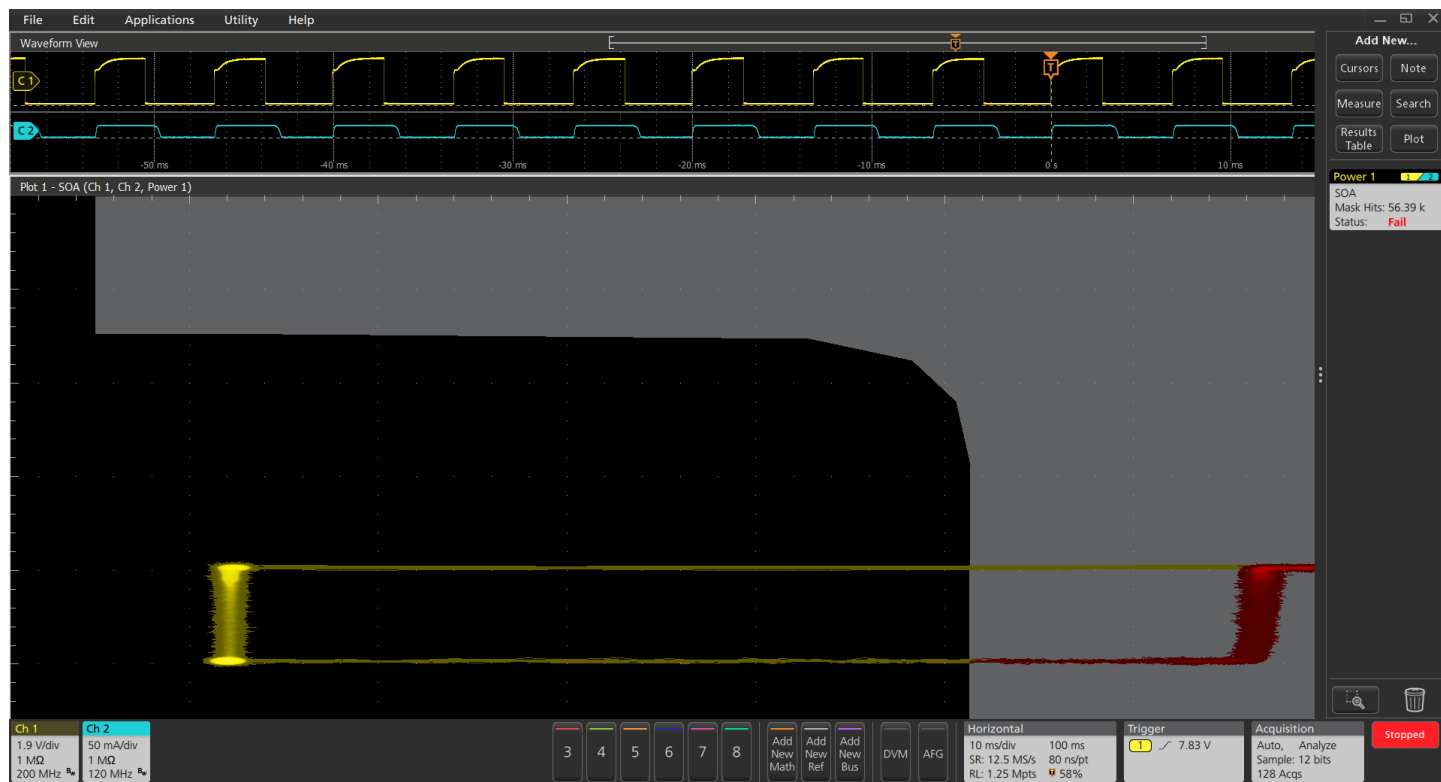 File Edit Applications Utility Help
Waveform View
Add New...
Cursors Note
Measure Search
Results Table Plot
C 1
T
T
C 2
-50 ms -40 ms -30 ms -20 ms -10 ms 0 s 10 ms
Plot 1 - SOA (Ch 1, Ch 2, Power 1)
Power 1 1 2
SOA
Mask Hits: 56.39 k
Status: Fail
Ch 1
1.9 V/div
1 MΩ
200 MHz Bw
Ch 2
50 mA/div
1 MΩ
120 MHz Bw
3 4 5 6 7 8
Add New Math
Add New Ref
Add New Bus
DVM AFG
Horizontal
10 ms/div 100 ms
SR: 12.5 MS/s 80 ns/pt
RL: 1.25 Mpts T 58%
Trigger
1 7.83 V
Acquisition
Auto, Analyze
Sample: 12 bits
128 Acqs
Stopped